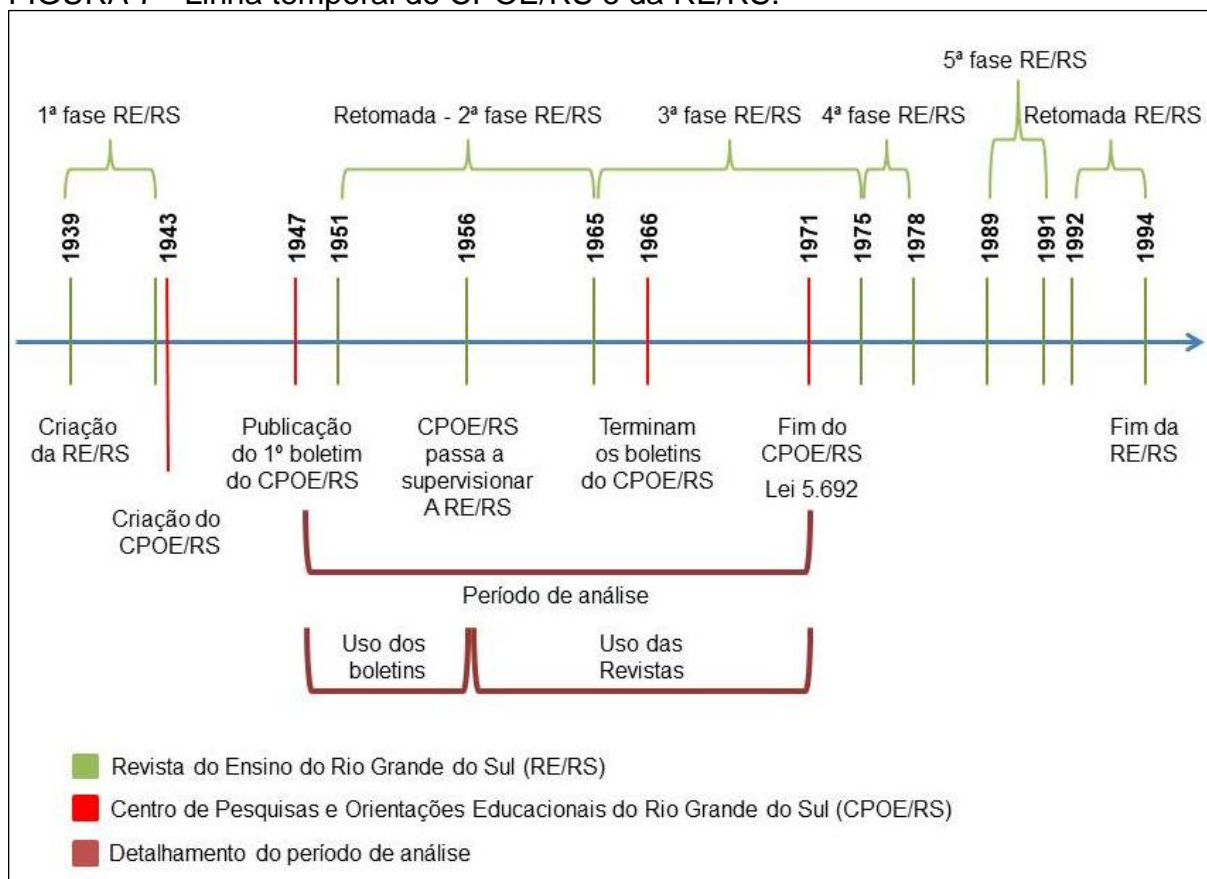 FIGURA 7 – Linha temporal do CPOE/RS e da RE/RS.
5ª fase RE/RS
1ª fase RE/RS
Retomada - 2ª fase RE/RS
3ª fase RE/RS
4ª fase RE/RS
Retomada RE/RS
1939
1943
1947
1951
1956
1965
1966
1971
1975
1978
1989
1991
1992
1994
Criação
da RE/RS
Criação do
CPOE/RS
Publicação
do 1º boletim
do CPOE/RS
CPOE/RS
passa a
supervisionar
A RE/RS
Terminam
os boletins
do CPOE/RS
Fim do
CPOE/RS
Lei 5.692
Fim da
RE/RS
Período de análise
Uso dos
boletins
Uso das
Revistas
Revista do Ensino do Rio Grande do Sul (RE/RS)
Centro de Pesquisas e Orientações Educacionais do Rio Grande do Sul (CPOE/RS)
Detalhamento do período de análise